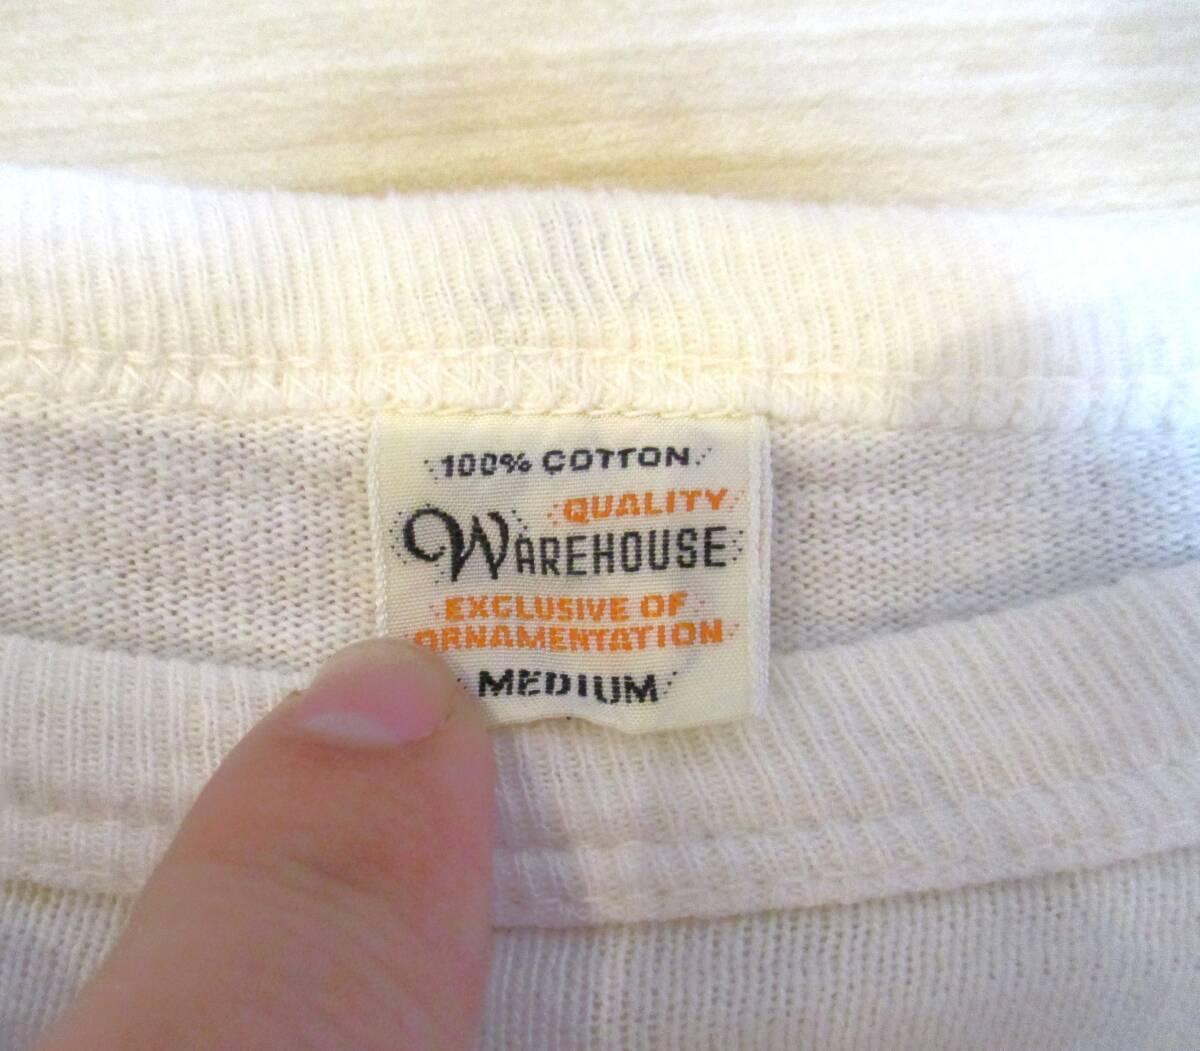 100% COTTON
QUALITY
WAREHOUSE
EXCLUSIVE OF
ORNAMENTATION
MEDIUM